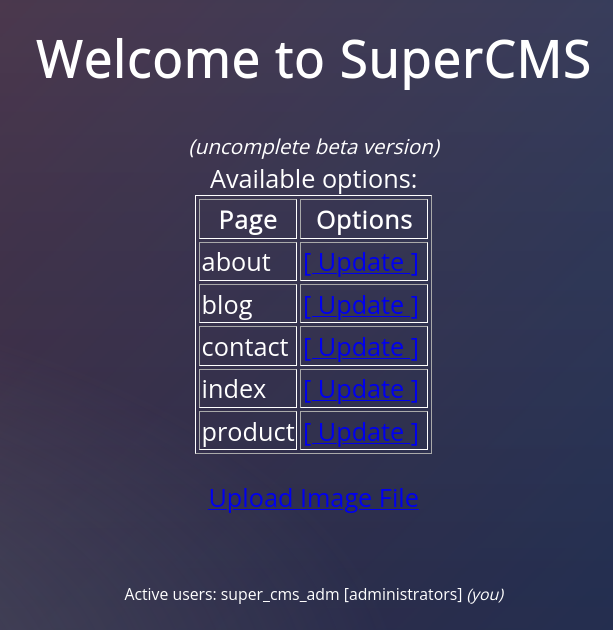 Welcome to SuperCMS
(uncomplete beta version)
Available options:
Page Options
about [ Update ]
blog [ Update ]
contact [ Update ]
index [ Update ]
product [ Update ]
Upload Image File
Active users: super_cms_adm [administrators] (you)